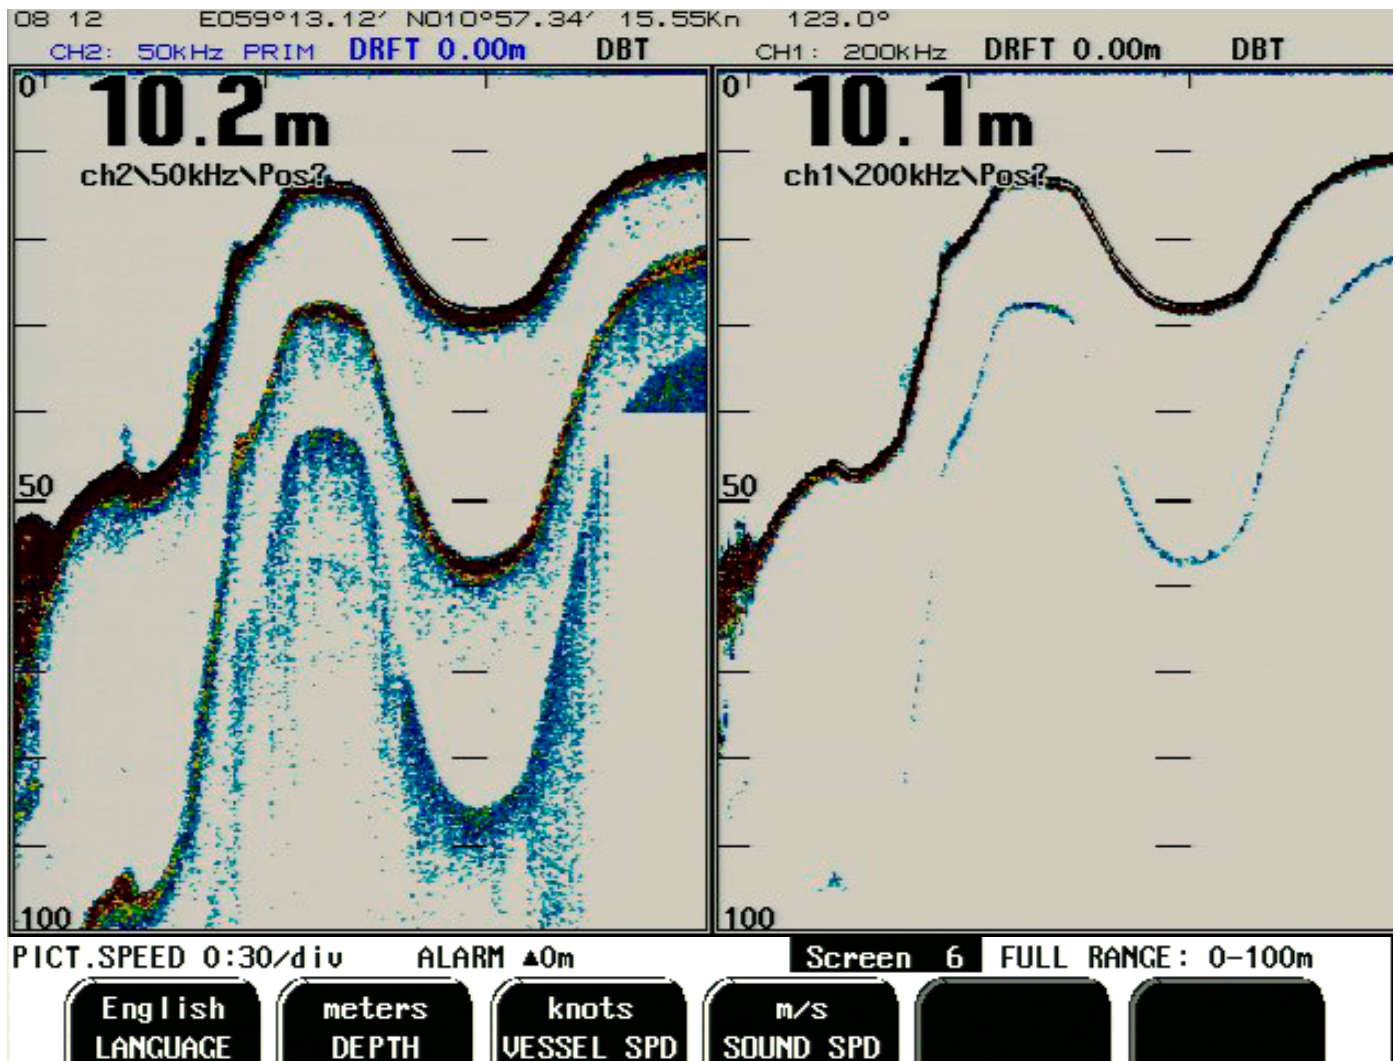 08 12 E059°13.12′ N010°57.34′ 15.55Kn 123.0°
CH2: 50kHz PRIM DRFT 0.00m DBT
CH1: 200kHz DRFT 0.00m DBT
0
10.2m
ch2\50kHz\Pos?
50
100
0
10.1m
ch1\200kHz\Pos?
50
100
PICT.SPEED 0:30/div ALARM ▲0m Screen 6 FULL RANGE: 0-100m
English
LANGUAGE
meters
DEPTH
knots
VESSEL SPD
m/s
SOUND SPD